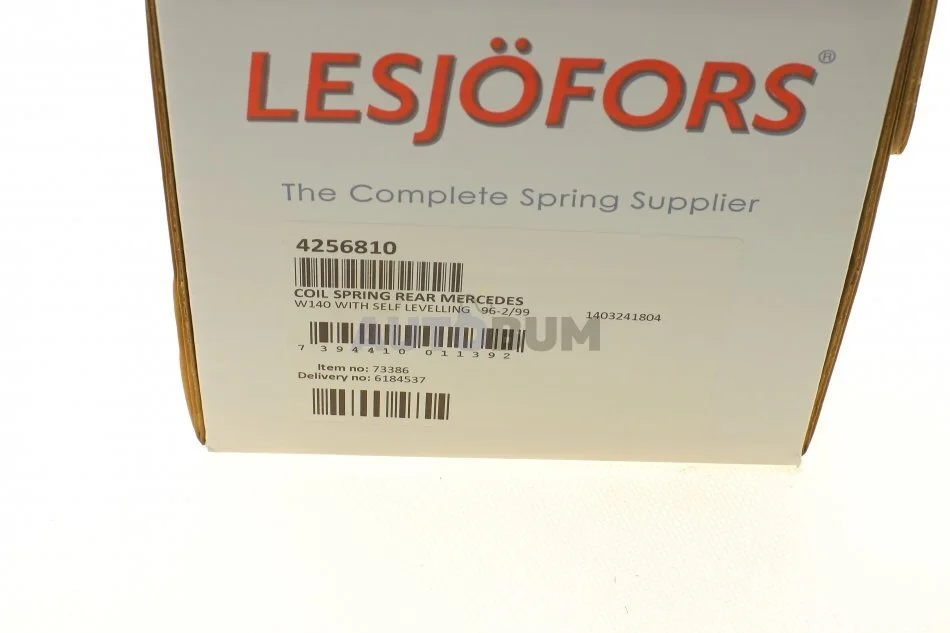 LESJÖFORS®
The Complete Spring Supplier
4256810
COIL SPRING REAR MERCEDES
W140 WITH SELF LEVELLING 96-2/99 1403241804
AUTORUM
7 394410 011392
Item no: 73386
Delivery no: 6184537